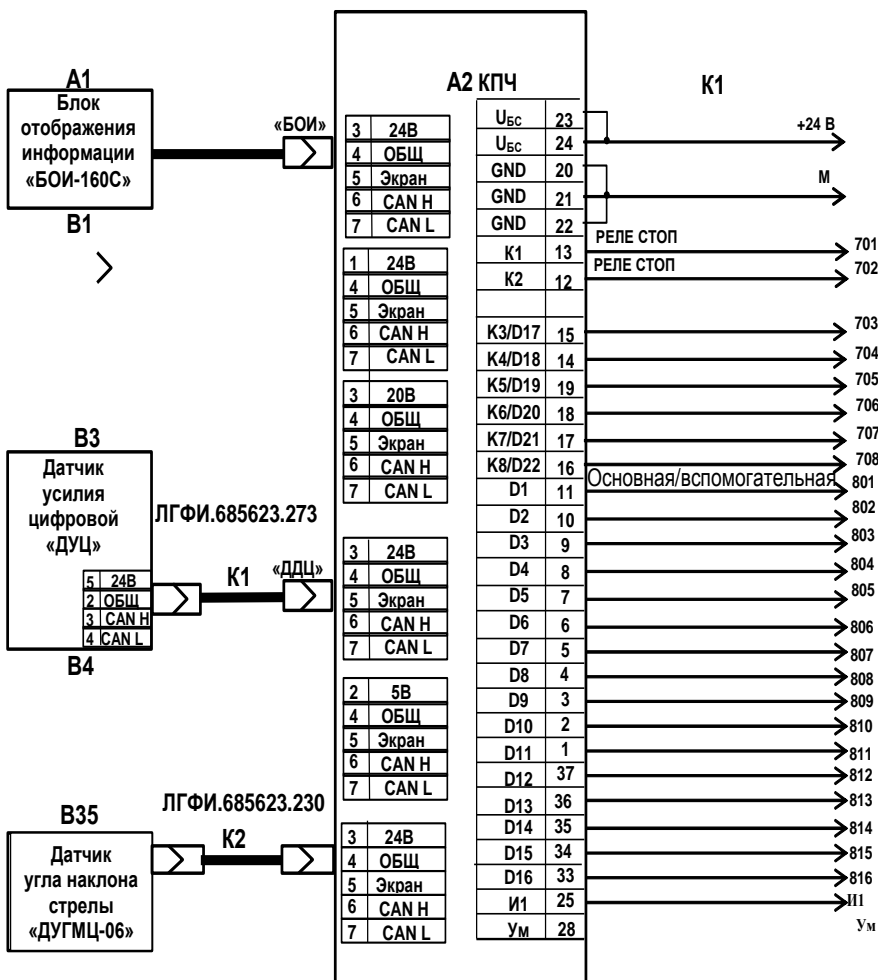 А1
Блок
отображения
информации
«БОИ-160С»
В1
«БОИ»
А2 КПЧ
К1
3 24В
4 ОБЩ
5 Экран
6 CAN H
7 CAN L
1 24В
4 ОБЩ
5 Экран
6 CAN H
7 CAN L
3 20В
4 ОБЩ
5 Экран
6 CAN H
7 CAN L
В3
Датчик
усилия
цифровой
«ДУЦ»
5 24В
2 ОБЩ
3 CAN H
4 CAN L
В4
ЛГФИ.685623.273
К1
«ДДЦ»
3 24В
4 ОБЩ
5 Экран
6 CAN H
7 CAN L
2 5В
4 ОБЩ
5 Экран
6 CAN H
7 CAN L
В35
Датчик
угла наклона
стрелы
«ДУГМЦ-06»
ЛГФИ.685623.230
К2
3 24В
4 ОБЩ
5 Экран
6 CAN H
7 CAN L
UБС 23
UБС 24 +24 В
GND 20
GND 21 М
GND 22
К1 13 РЕЛЕ СТОП 701
К2 12 РЕЛЕ СТОП 702
K3/D17 15 703
K4/D18 14 704
K5/D19 19 705
K6/D20 18 706
K7/D21 17 707
K8/D22 16 708
D1 11 Основная/вспомогательная 801
D2 10 802
D3 9 803
D4 8 804
D5 7 805
D6 6 806
D7 5 807
D8 4 808
D9 3 809
D10 2 810
D11 1 811
D12 37 812
D13 36 813
D14 35 814
D15 34 815
D16 33 816
И1 25 И1
Ум 28 Ум